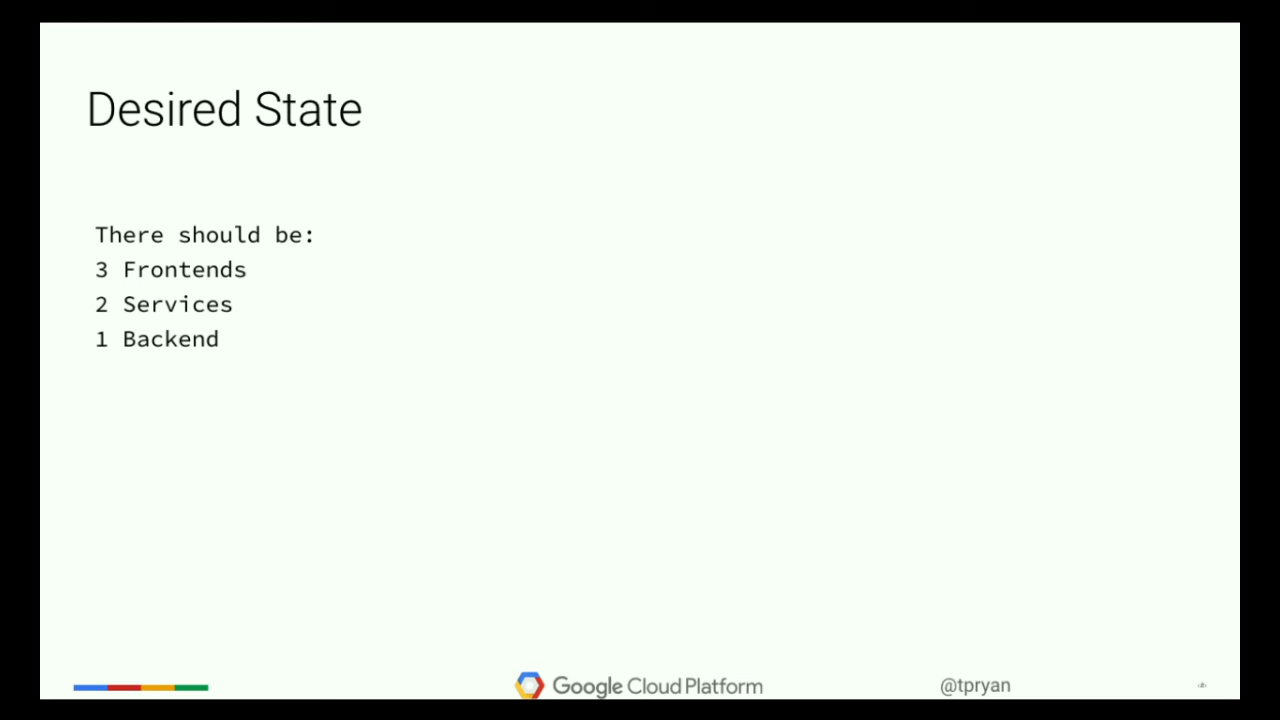 Desired State
There should be:
3 Frontends
2 Services
1 Backend
Google Cloud Platform
@tpryan